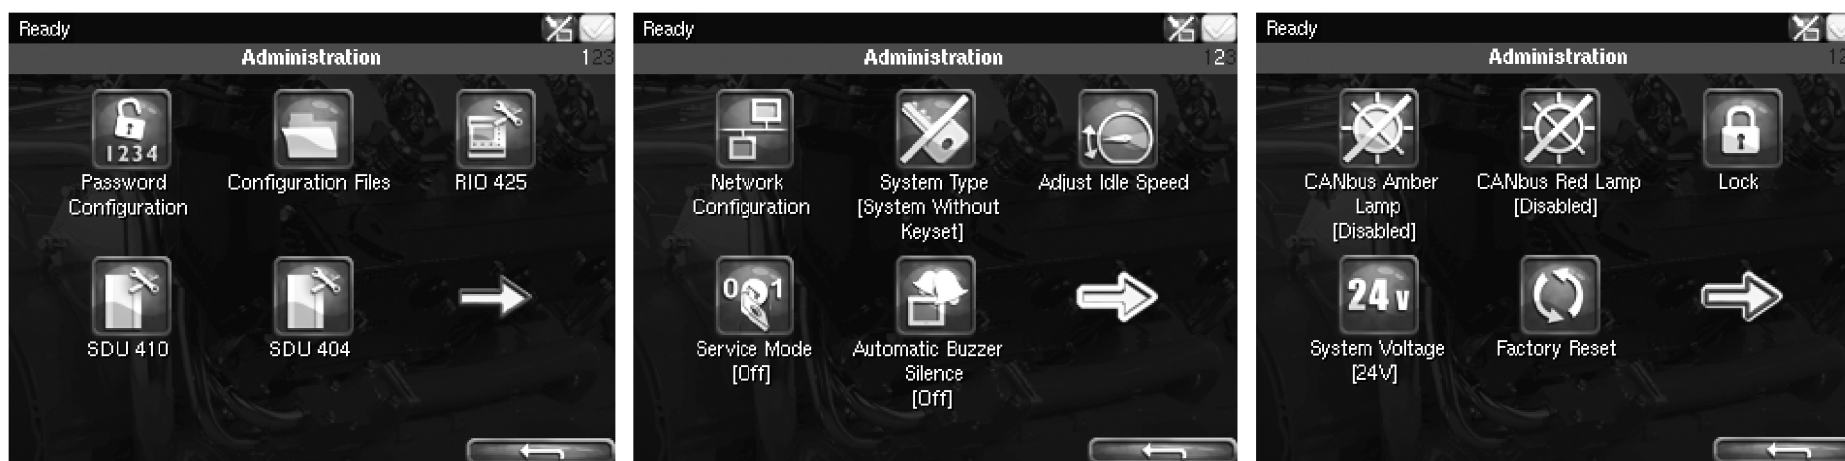 Ready
Administration
123
1234
Password
Configuration
Configuration Files
RIO 425
SDU 410
SDU 404
Ready
Administration
123
Network
Configuration
System Type
[System Without
Keyset]
Adjust Idle Speed
0 1
Service Mode
[Off]
Automatic Buzzer
Silence
[Off]
Ready
Administration
12
CANbus Amber
Lamp
[Disabled]
CANbus Red Lamp
[Disabled]
Lock
24 v
System Voltage
[24V]
Factory Reset